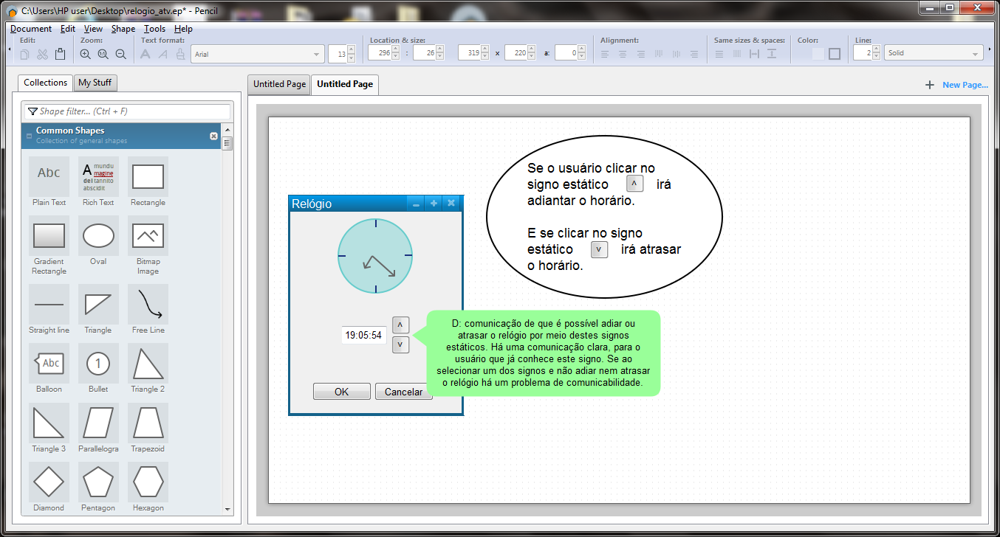 C:\Users\HP user\Desktop\relogio_atv.ep* - Pencil
Document Edit View Shape Tools Help
Edit: Zoom: Text format: Location & size: Alignment: Same sizes & spaces: Color: Line:
Arial 13 296 : 26 319 x 220 a: 0 2 Solid
Collections My Stuff
Untitled Page Untitled Page
+ New Page...
Shape filter... (Ctrl + F)
Common Shapes
Collection of general shapes
Abc
A mundu
magine
del tannito
abscidit
Plain Text Rich Text Rectangle
Gradient
Rectangle
Oval
Bitmap
Image
Straight line Triangle Free Line
Abc 1
Balloon Bullet Triangle 2
Triangle 3 Parallelogra Trapezoid
Diamond Pentagon Hexagon
Relógio
19:05:54
^
v
OK Cancelar
Se o usuário clicar no
signo estático ^ irá
adiantar o horário.
E se clicar no signo
estático v irá atrasar
o horário.
D: comunicação de que é possível adiar ou
atrasar o relógio por meio destes signos
estáticos. Há uma comunicação clara, para o
usuário que já conhece este signo. Se ao
selecionar um dos signos e não adiar nem atrasar
o relógio há um problema de comunicabilidade.